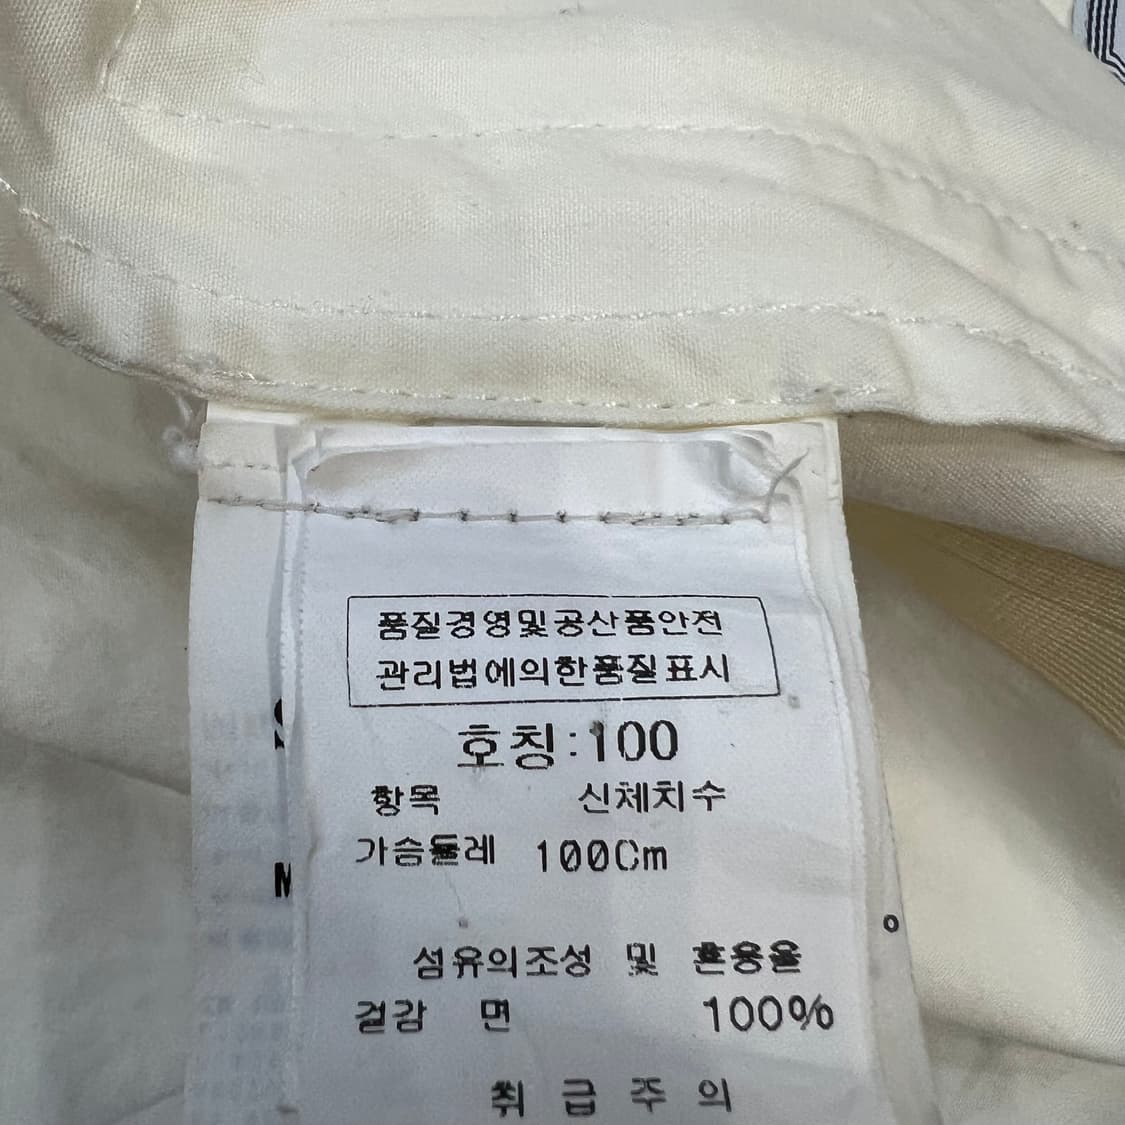 품질경영및공산품안전
관리법에의한품질표시
호칭:100
항목 신체치수
가슴둘레 100Cm
섬유의조성 및 혼용율
겉감 면 100%
취급주의